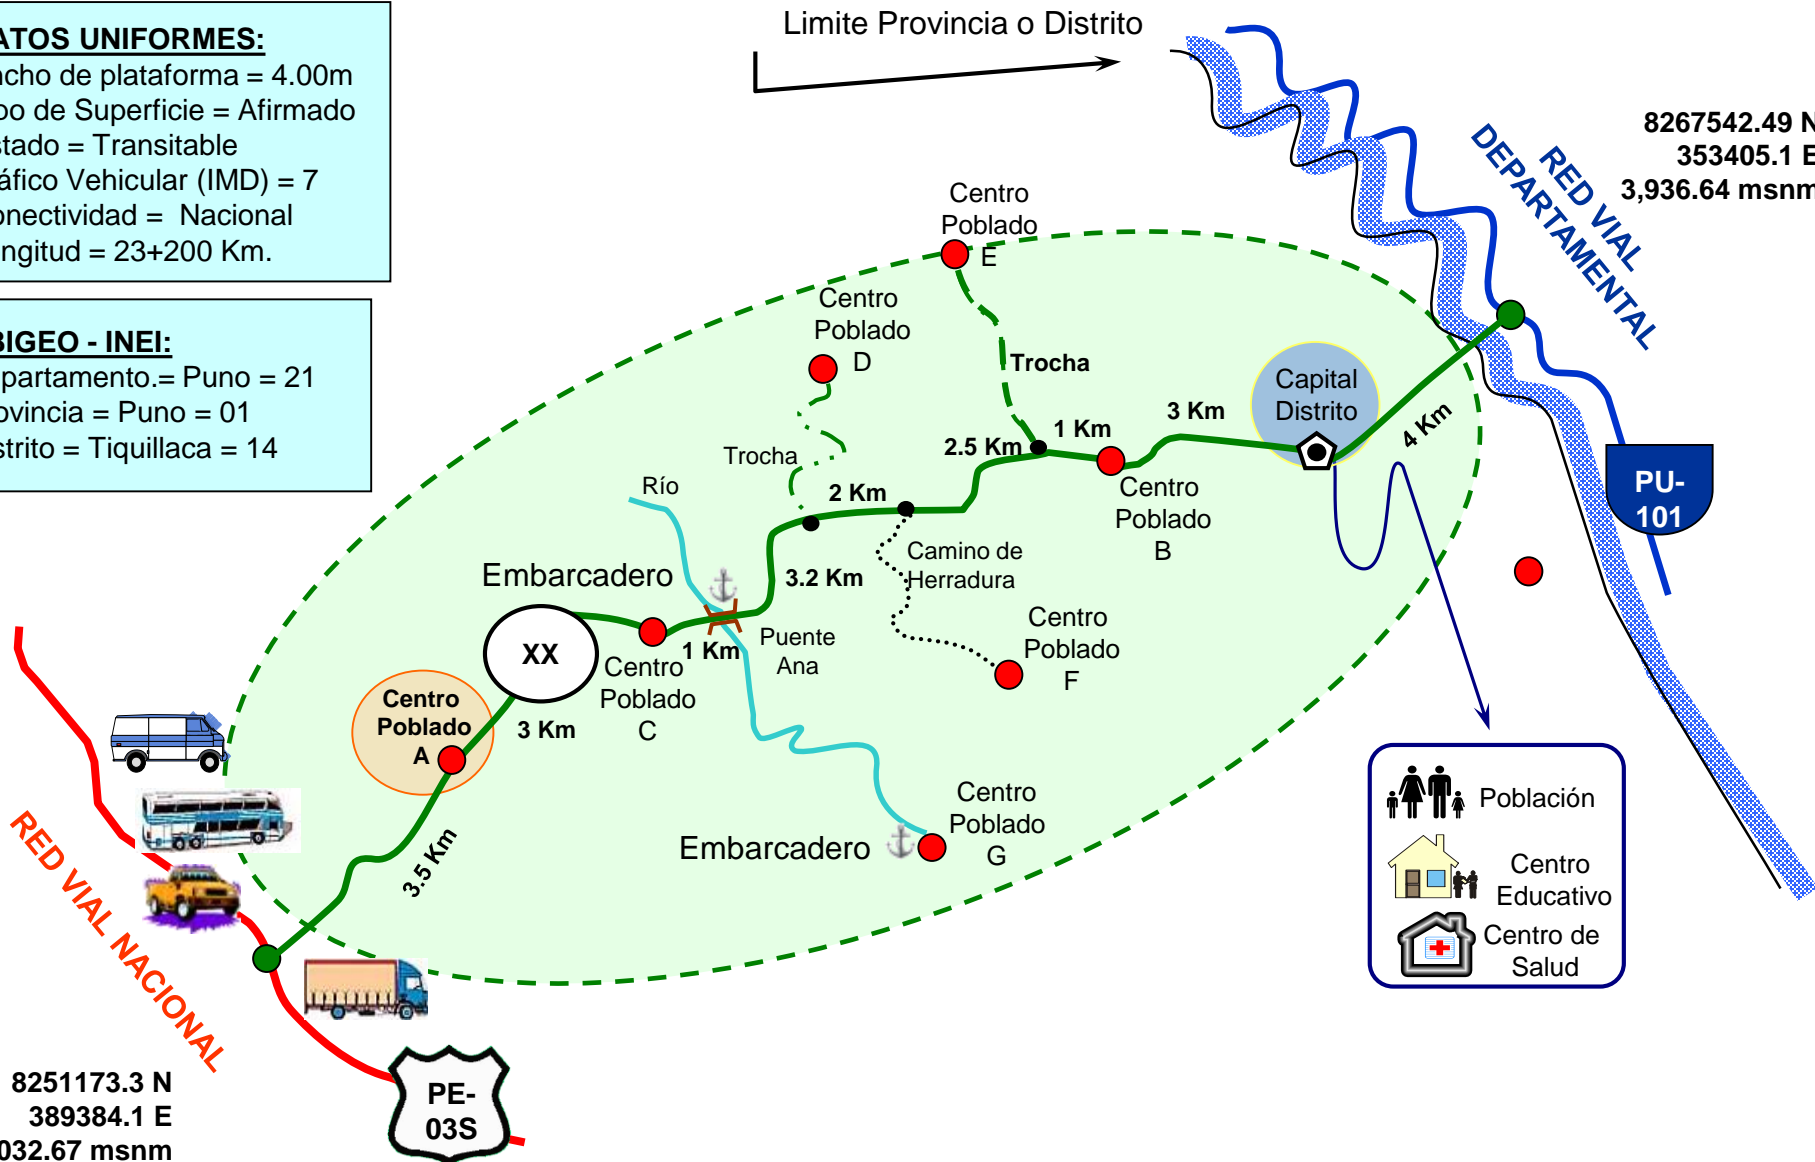 ATOS UNIFORMES:
ncho de plataforma = 4.00m
po de Superficie = Afirmado
stado = Transitable
áfico Vehicular (IMD) = 7
onectividad = Nacional
ngitud = 23+200 Km.
BIGEO - INEI:
partamento.= Puno = 21
ovincia = Puno = 01
strito = Tiquillaca = 14
Limite Provincia o Distrito
8267542.49 N
353405.1 E
3,936.64 msnm
RED VIAL
DEPARTAMENTAL
Centro
Poblado
E
Centro
Poblado
D
Trocha
Capital
Distrito
3 Km
1 Km
2.5 Km
4 Km
Trocha
Río
2 Km
Centro
Poblado
B
PU-
101
Embarcadero
3.2 Km
Camino de
Herradura
XX
1 Km
Puente
Ana
Centro
Poblado
F
Centro
Poblado
C
Centro
Poblado
A
3 Km
3.5 Km
Embarcadero
Centro
Poblado
G
Población
Centro
Educativo
Centro de
Salud
RED VIAL NACIONAL
PE-
03S
8251173.3 N
389384.1 E
032.67 msnm